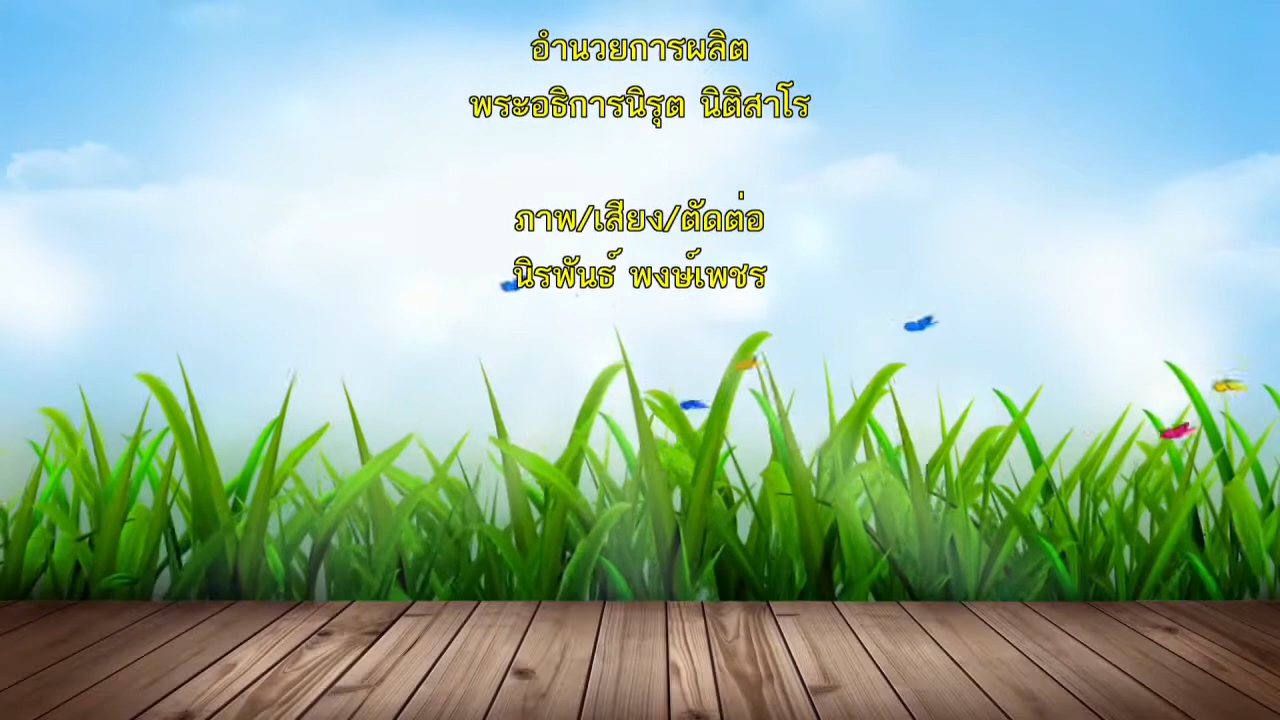 อำนวยการผลิต
พระอธิการนิรุต นิติสาโร
ภาพ/เสียง/ตัดต่อ
นิรพันธ์ พงษ์เพชร